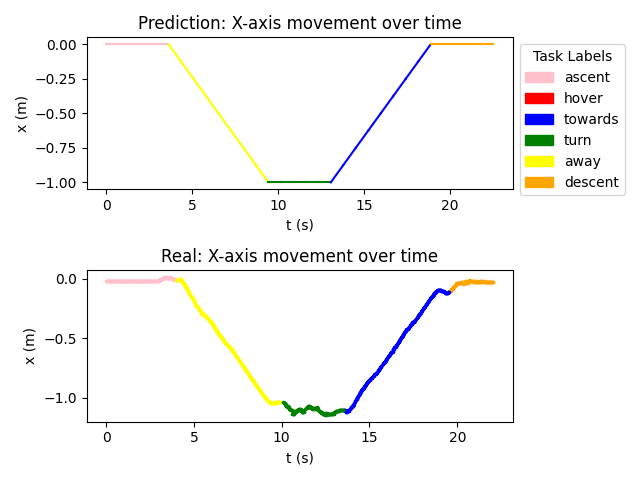 Prediction: X-axis movement over time
0.00
−0.25
−0.50
−0.75
−1.00
x (m)
0 5 10 15 20
t (s)
Task Labels
ascent
hover
towards
turn
away
descent
Real: X-axis movement over time
0.0
−0.5
−1.0
x (m)
0 5 10 15 20
t (s)